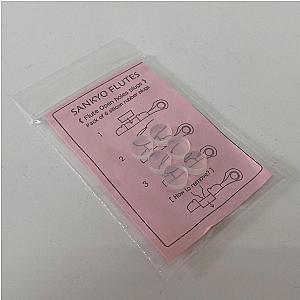 SANKYO FLUTES
( Flute Open holes plugs )
Pack of 6 silicon rubber plugs
1
2
3
( How to remove? )